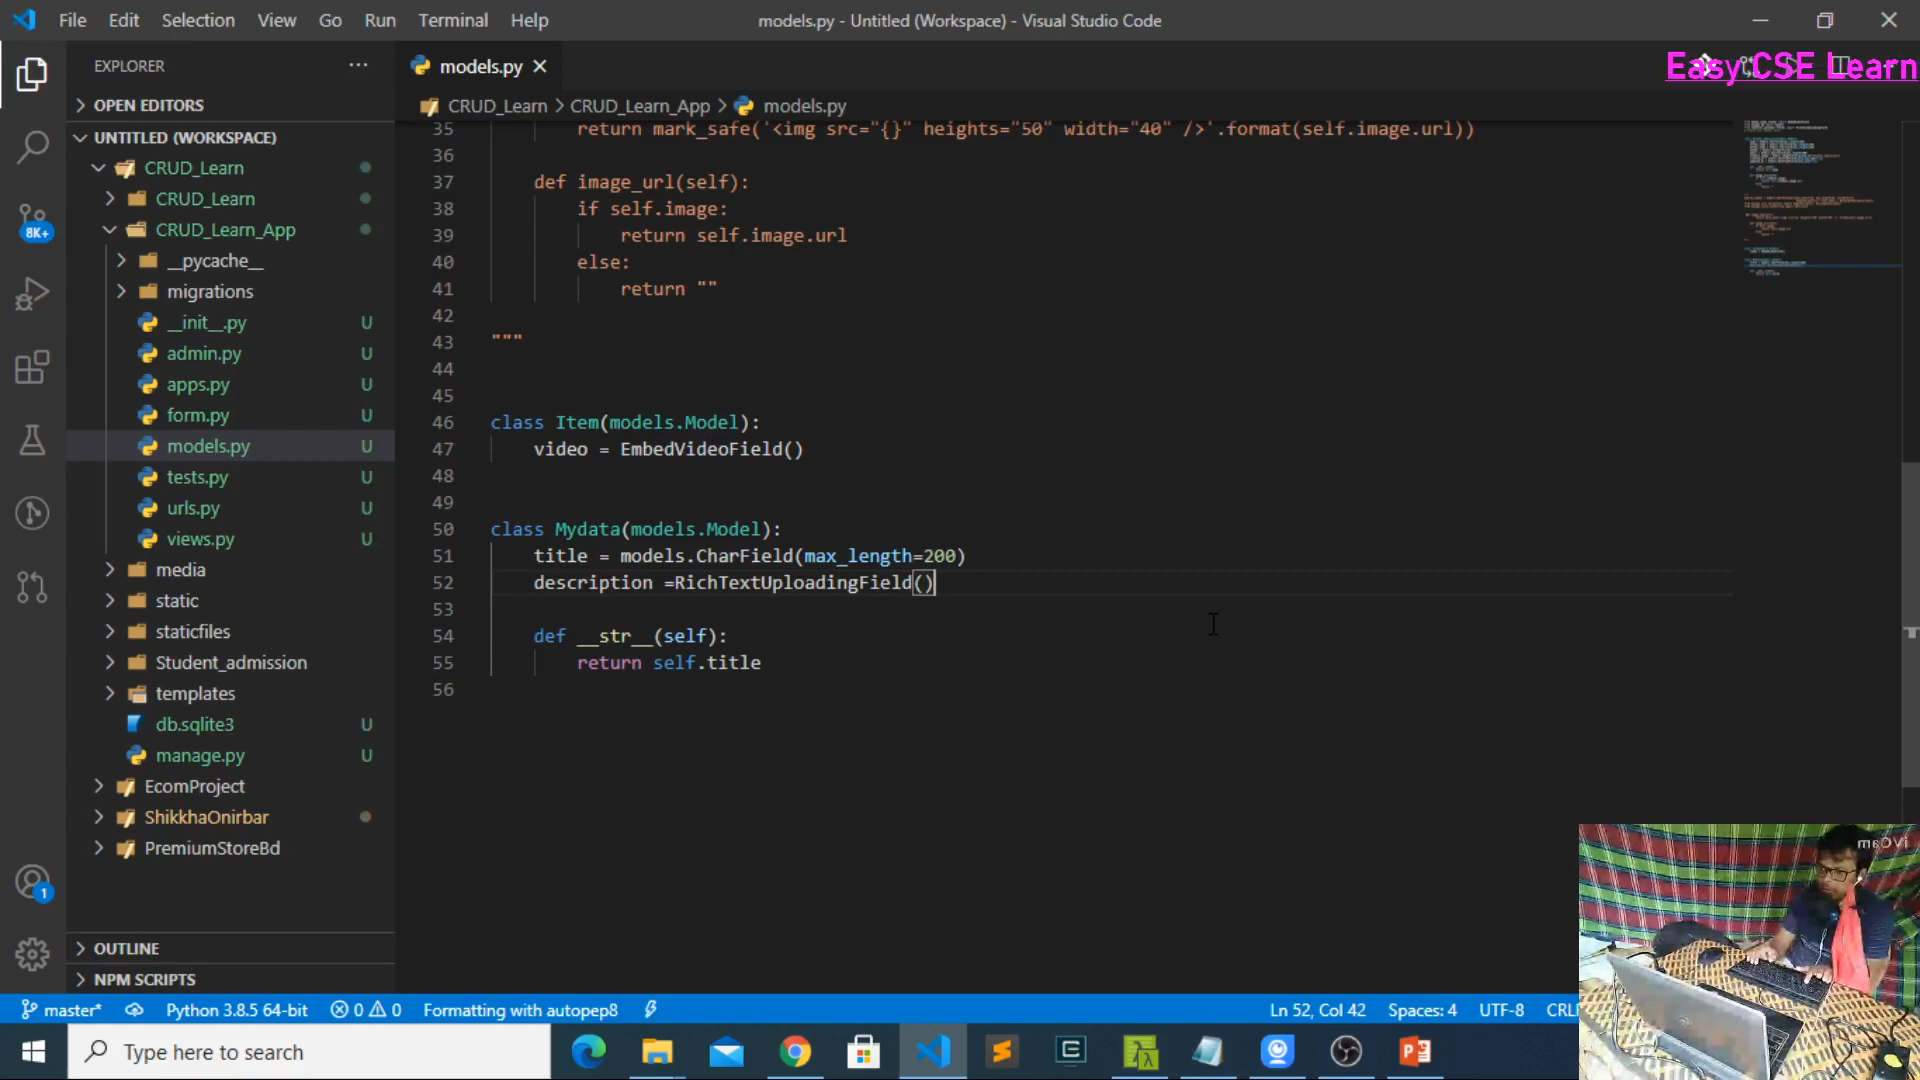 File Edit Selection View Go Run Terminal Help
models.py - Untitled (Workspace) - Visual Studio Code
EXPLORER
models.py
Easy CSE Learn
OPEN EDITORS
CRUD_Learn > CRUD_Learn_App > models.py
UNTITLED (WORKSPACE)
CRUD_Learn
CRUD_Learn
CRUD_Learn_App
__pycache__
migrations
__init__.py U
admin.py U
apps.py U
form.py U
models.py U
tests.py U
urls.py U
views.py U
media
static
staticfiles
Student_admission
templates
db.sqlite3 U
manage.py U
EcomProject
ShikkhaOnirbar
PremiumStoreBd
OUTLINE
NPM SCRIPTS
8K+
1
35 return mark_safe('<img src="{}" heights="50" width="40" />'.format(self.image.url))
36
37 def image_url(self):
38 if self.image:
39 return self.image.url
40 else:
41 return ""
42
43 """
44
45
46 class Item(models.Model):
47 video = EmbedVideoField()
48
49
50 class Mydata(models.Model):
51 title = models.CharField(max_length=200)
52 description =RichTextUploadingField()
53
54 def __str__(self):
55 return self.title
56
iVCam
master* Python 3.8.5 64-bit 0 0 Formatting with autopep8 Ln 52, Col 42 Spaces: 4 UTF-8 CRL
Type here to search